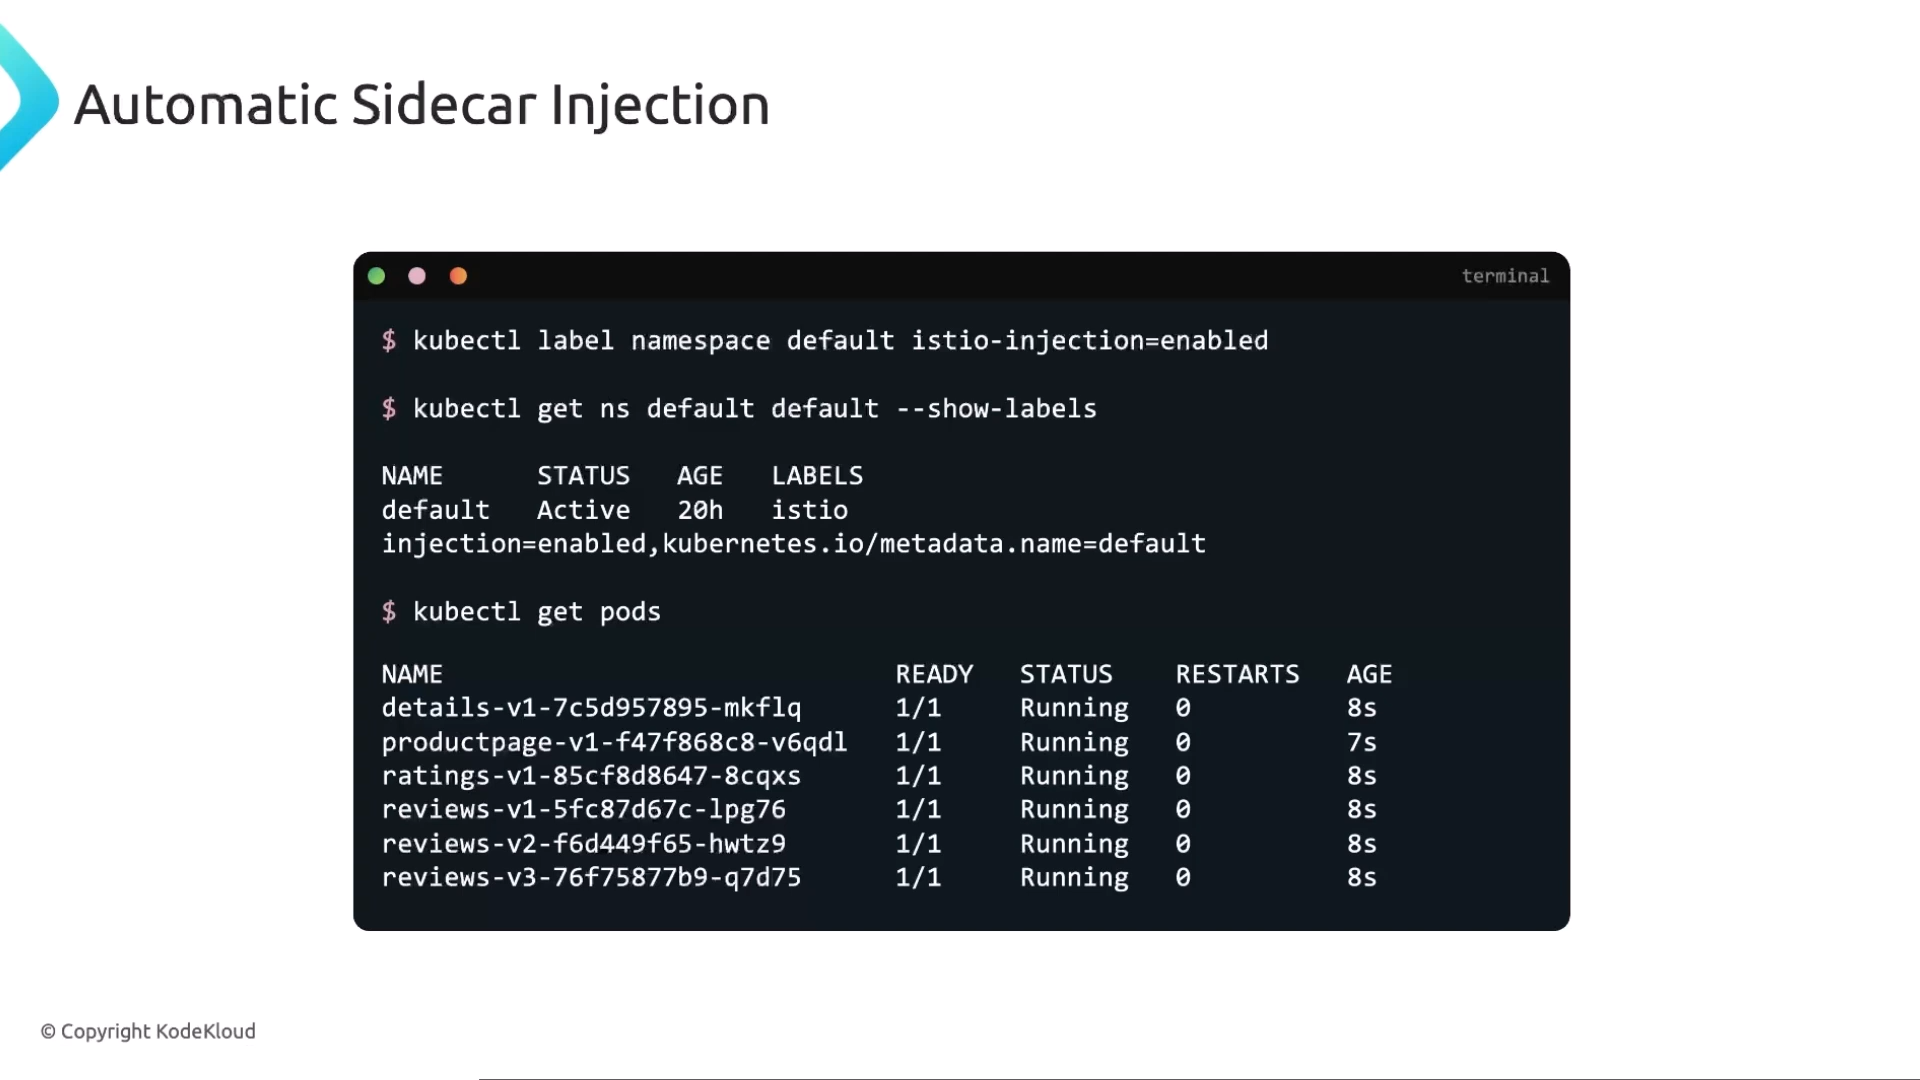 Automatic Sidecar Injection
terminal
$ kubectl label namespace default istio-injection=enabled
$ kubectl get ns default default --show-labels
NAME STATUS AGE LABELS
default Active 20h istio
injection=enabled,kubernetes.io/metadata.name=default
$ kubectl get pods
NAME READY STATUS RESTARTS AGE
details-v1-7c5d957895-mkflq 1/1 Running 0 8s
productpage-v1-f47f868c8-v6qdl 1/1 Running 0 7s
ratings-v1-85cf8d8647-8cqxs 1/1 Running 0 8s
reviews-v1-5fc87d67c-lpg76 1/1 Running 0 8s
reviews-v2-f6d449f65-hwtz9 1/1 Running 0 8s
reviews-v3-76f75877b9-q7d75 1/1 Running 0 8s
© Copyright KodeKloud